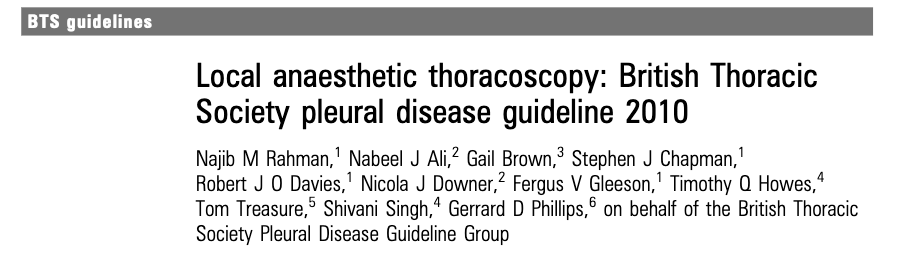 BTS guidelines
Local anaesthetic thoracoscopy: British Thoracic
Society pleural disease guideline 2010
Najib M Rahman,1 Nabeel J Ali,2 Gail Brown,3 Stephen J Chapman,1
Robert J O Davies,1 Nicola J Downer,2 Fergus V Gleeson,1 Timothy Q Howes,4
Tom Treasure,5 Shivani Singh,4 Gerrard D Phillips,6 on behalf of the British Thoracic
Society Pleural Disease Guideline Group